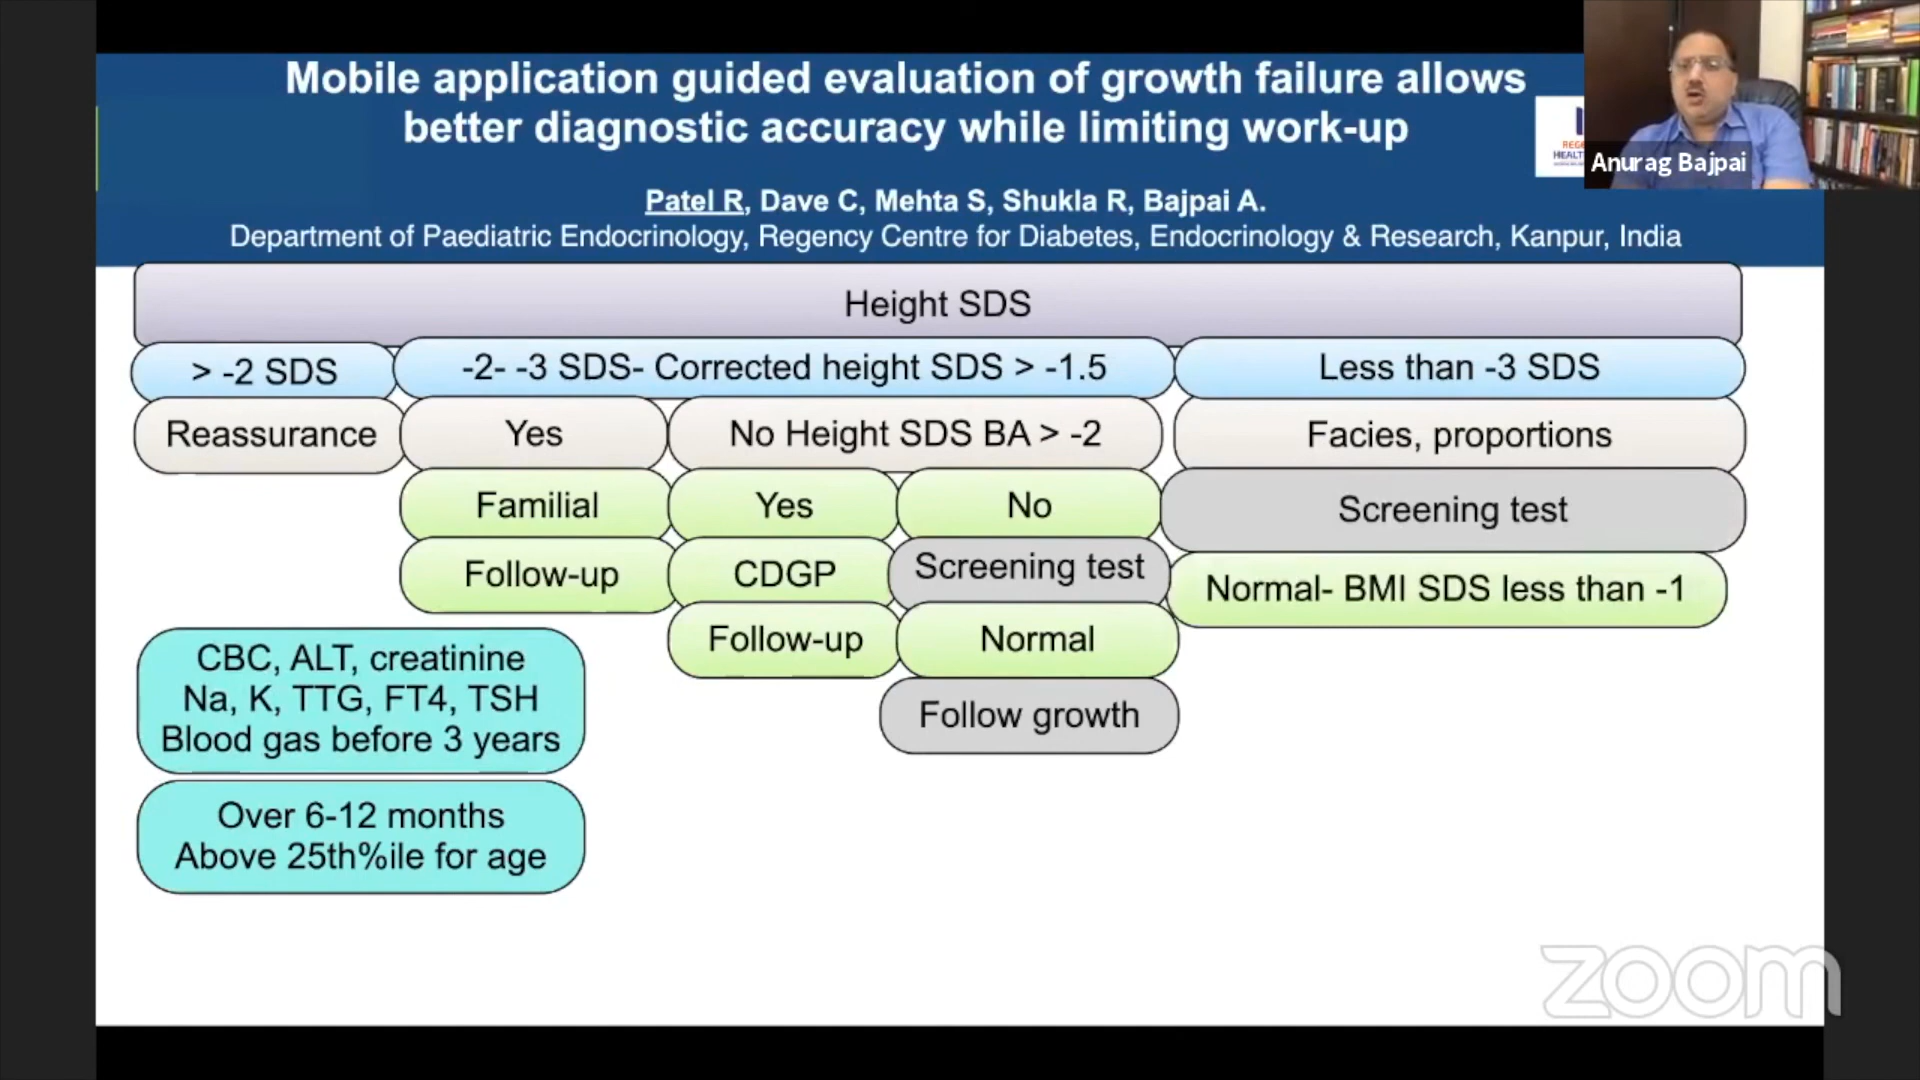 Mobile application guided evaluation of growth failure allows
better diagnostic accuracy while limiting work-up
Anurag Bajpai
Patel R, Dave C, Mehta S, Shukla R, Bajpai A.
Department of Paediatric Endocrinology, Regency Centre for Diabetes, Endocrinology & Research, Kanpur, India
Height SDS
> -2 SDS
-2- -3 SDS- Corrected height SDS > -1.5
Less than -3 SDS
Reassurance
Yes
No Height SDS BA > -2
Facies, proportions
Familial
Yes
No
Screening test
Follow-up
CDGP
Screening test
Normal- BMI SDS less than -1
Follow-up
Normal
Follow growth
CBC, ALT, creatinine
Na, K, TTG, FT4, TSH
Blood gas before 3 years
Over 6-12 months
Above 25th%ile for age
zoom